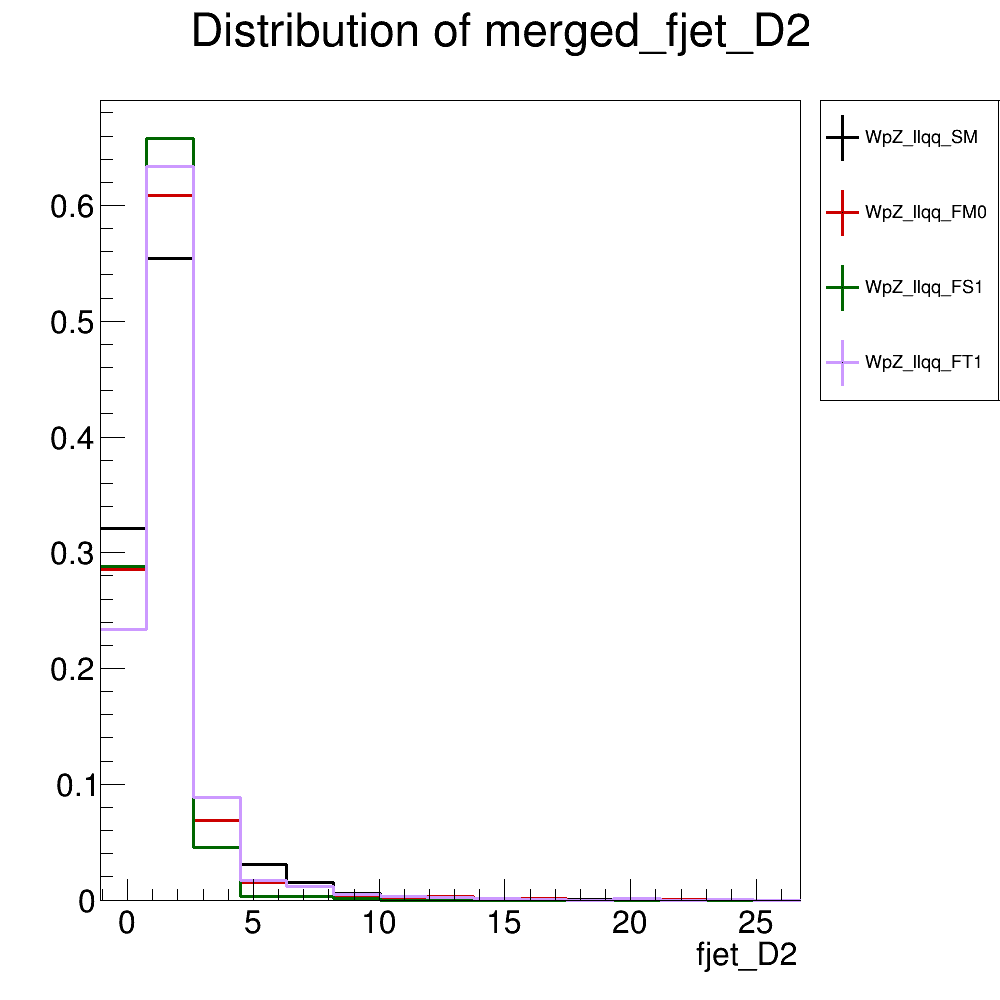 Distribution of merged_fjet_D2
WpZ_llqq_SM
WpZ_llqq_FM0
WpZ_llqq_FS1
WpZ_llqq_FT1
0.6
0.5
0.4
0.3
0.2
0.1
0
0 5 10 15 20 25
fjet_D2